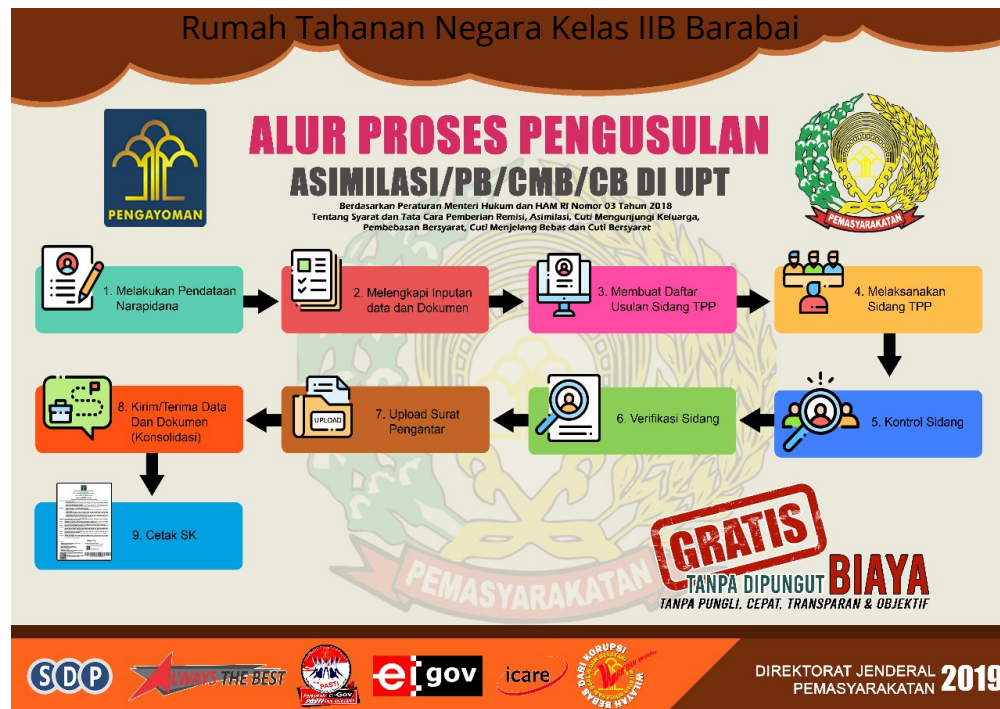 Rumah Tahanan Negara Kelas IIB Barabai
PENGAYOMAN
ALUR PROSES PENGUSULAN
ASIMILASI/PB/CMB/CB DI UPT
Berdasarkan Peraturan Menteri Hukum dan HAM RI Nomor 03 Tahun 2018
Tentang Syarat dan Tata Cara Pemberian Remisi, Asimilasi, Cuti Mengunjungi Keluarga,
Pembebasan Bersyarat, Cuti Menjelang Bebas dan Cuti Bersyarat
PEMASYARAKATAN
1. Melakukan Pendataan
Narapidana
2. Melengkapi Inputan
data dan Dokumen
3. Membuat Daftar
Usulan Sidang TPP
4. Melaksanakan
Sidang TPP
5. Kontrol Sidang
6. Verifikasi Sidang
UPLOAD
7. Upload Surat
Pengantar
8. Kirim/Terima Data
Dan Dokumen
(Konsolidasi)
9. Cetak SK
PEMASYARAKATAN
GRATIS
TANPA DIPUNGUT BIAYA
TANPA PUNGLI, CEPAT, TRANSPARAN & OBJEKTIF
SDP
ALWAYS THE BEST
PASTI
e-gov
icare
WILAYAH BEBAS DARI KORUPSI
DIREKTORAT JENDERAL
PEMASYARAKATAN
2019